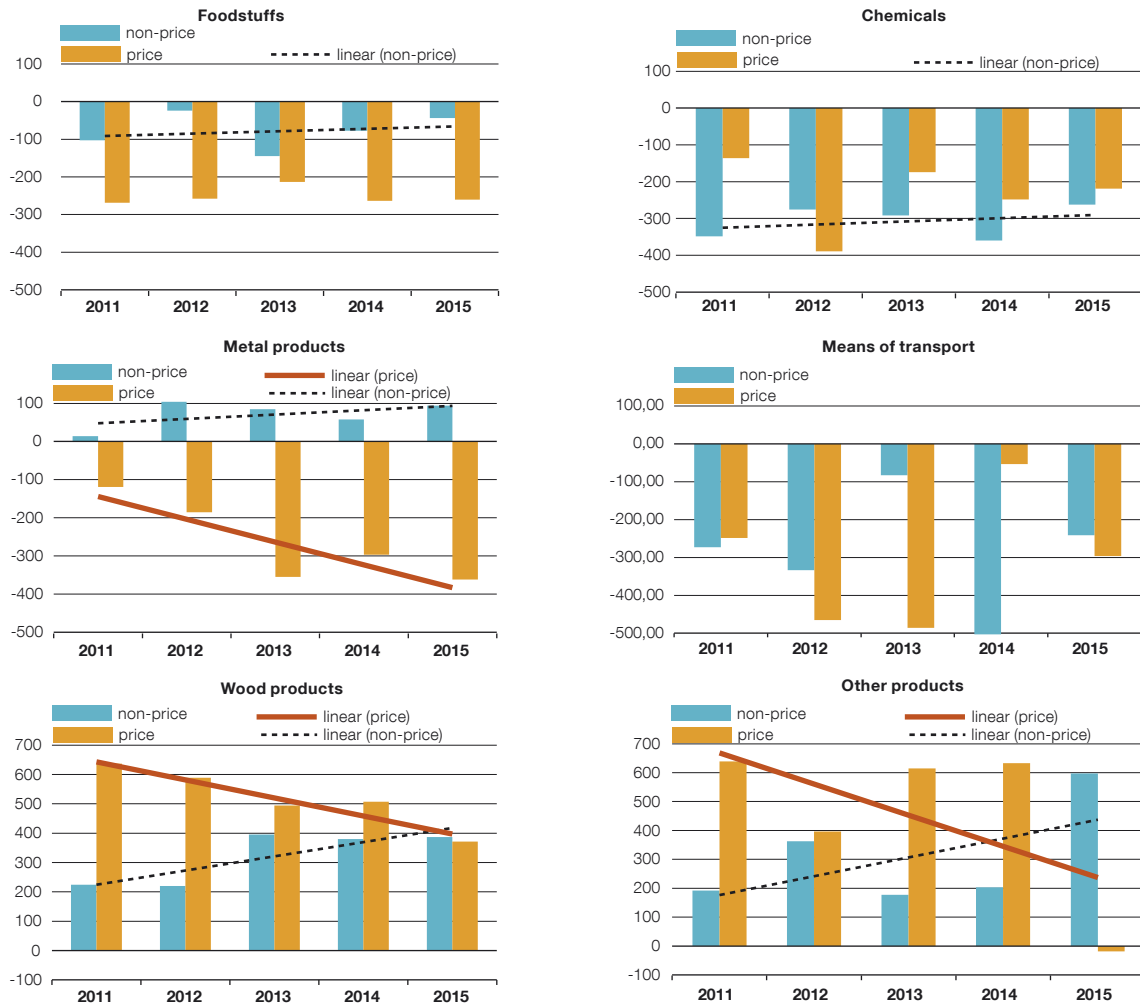 Foodstuffs
non-price
price
linear (non-price)
100
0
-100
-200
-300
-400
-500
2011 2012 2013 2014 2015
Chemicals
non-price
price
linear (non-price)
100
0
-100
-200
-300
-400
-500
2011 2012 2013 2014 2015
Metal products
non-price
linear (price)
price
linear (non-price)
100
0
-100
-200
-300
-400
-500
2011 2012 2013 2014 2015
Means of transport
non-price
price
100,00
0,00
-100,00
-200,00
-300,00
-400,00
-500,00
2011 2012 2013 2014 2015
Wood products
non-price
linear (price)
price
linear (non-price)
700
600
500
400
300
200
100
0
-100
2011 2012 2013 2014 2015
Other products
non-price
linear (price)
price
linear (non-price)
700
600
500
400
300
200
100
0
-100
2011 2012 2013 2014 2015